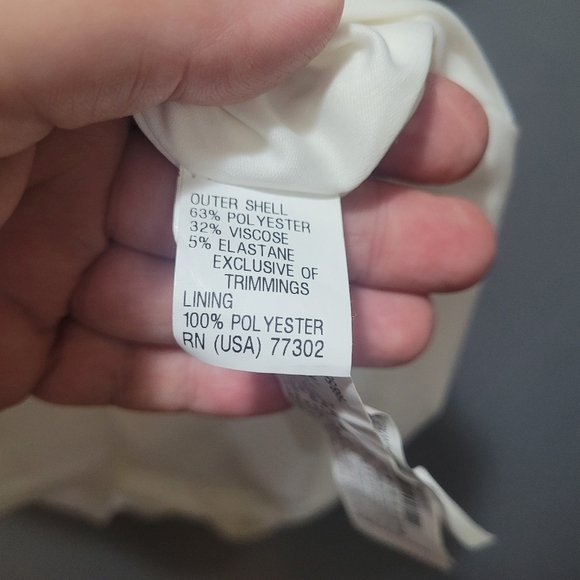 OUTER SHELL
63% POLYESTER
32% VISCOSE
5% ELASTANE
EXCLUSIVE OF
TRIMMINGS
LINING
100% POLYESTER
RN (USA) 77302